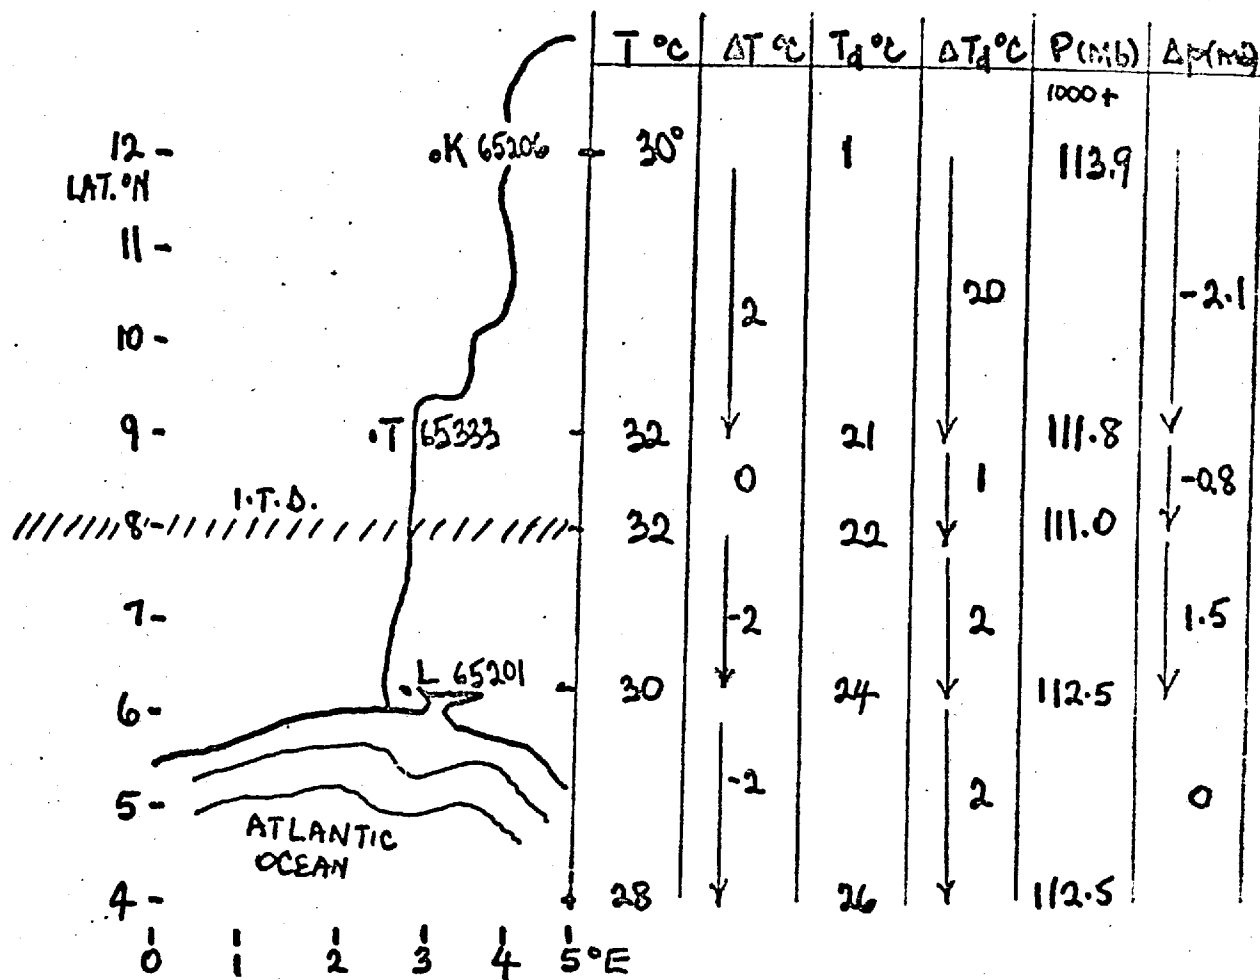 T °C ΔT °C Td °C ΔTd °C P(mb) Δp(mb)
1000+
12 – K 65206 30° 1 113.9
LAT. °N
11 –
20 -2.1
10 – 2
9 – T 65333 32 21 111.8
0 1 -0.8
I.T.D.
8 – 32 22 111.0
7 – -2 2 1.5
L 65201 30 24 112.5
6 –
-2 2 0
5 –
ATLANTIC
OCEAN
4 – 28 26 112.5
0 1 2 3 4 5°E